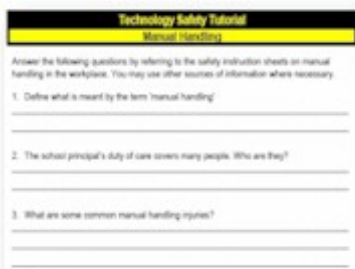 Technology Safety Tutorial
Manual Handling
Answer the following questions by referring to the safety instruction sheets on manual
handling in the workplace. You may use other sources of information where necessary.
1. Define what is meant by the term 'manual handling'
2. The school principal's duty of care covers many people. Who are they?
3. What are some common manual handling injuries?